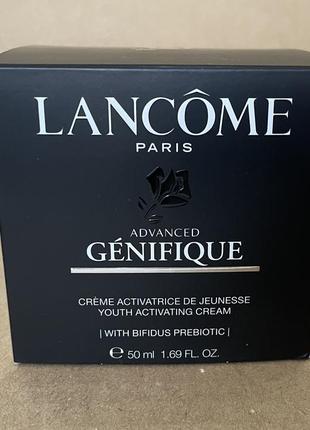 LANCÔME
PARIS
ADVANCED
GÉNIFIQUE
CRÈME ACTIVATRICE DE JEUNESSE
YOUTH ACTIVATING CREAM
| WITH BIFIDUS PREBIOTIC |
℮ 50 ml 1.69 FL. OZ.